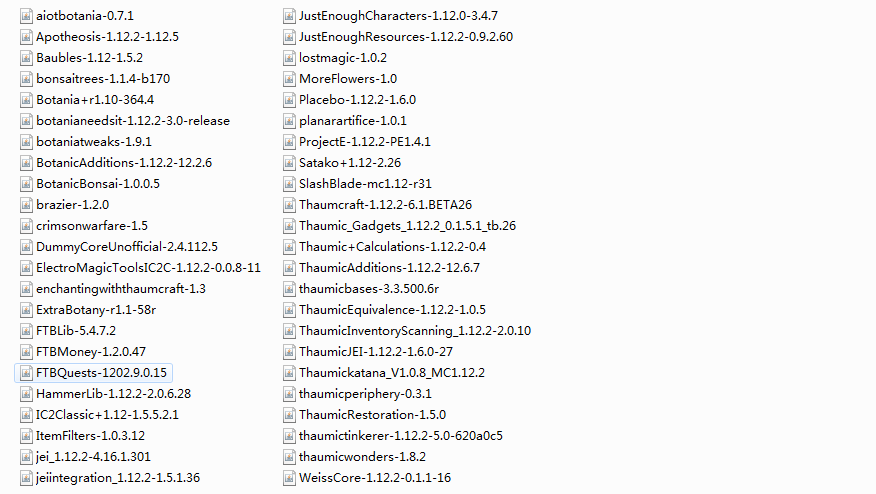 aiotbotania-0.7.1
Apotheosis-1.12.2-1.12.5
Baubles-1.12-1.5.2
bonsaitrees-1.1.4-b170
Botania+r1.10-364.4
botanianeedsit-1.12.2-3.0-release
botaniatweaks-1.9.1
BotanicAdditions-1.12.2-12.2.6
BotanicBonsai-1.0.0.5
brazier-1.2.0
crimsonwarfare-1.5
DummyCoreUnofficial-2.4.112.5
ElectroMagicToolsIC2C-1.12.2-0.0.8-11
enchantingwiththaumcraft-1.3
ExtraBotany-r1.1-58r
FTBLib-5.4.7.2
FTBMoney-1.2.0.47
FTBQuests-1202.9.0.15
HammerLib-1.12.2-2.0.6.28
IC2Classic+1.12-1.5.5.2.1
ItemFilters-1.0.3.12
jei_1.12.2-4.16.1.301
jeiintegration_1.12.2-1.5.1.36
JustEnoughCharacters-1.12.0-3.4.7
JustEnoughResources-1.12.2-0.9.2.60
lostmagic-1.0.2
MoreFlowers-1.0
Placebo-1.12.2-1.6.0
planarartifice-1.0.1
ProjectE-1.12.2-PE1.4.1
Satako+1.12-2.26
SlashBlade-mc1.12-r31
Thaumcraft-1.12.2-6.1.BETA26
Thaumic_Gadgets_1.12.2_0.1.5.1_tb.26
Thaumic+Calculations-1.12.2-0.4
ThaumicAdditions-1.12.2-12.6.7
thaumicbases-3.3.500.6r
ThaumicEquivalence-1.12.2-1.0.5
ThaumicInventoryScanning_1.12.2-2.0.10
ThaumicJEI-1.12.2-1.6.0-27
Thaumickatana_V1.0.8_MC1.12.2
thaumicperiphery-0.3.1
ThaumicRestoration-1.5.0
thaumictinkerer-1.12.2-5.0-620a0c5
thaumicwonders-1.8.2
WeissCore-1.12.2-0.1.1-16